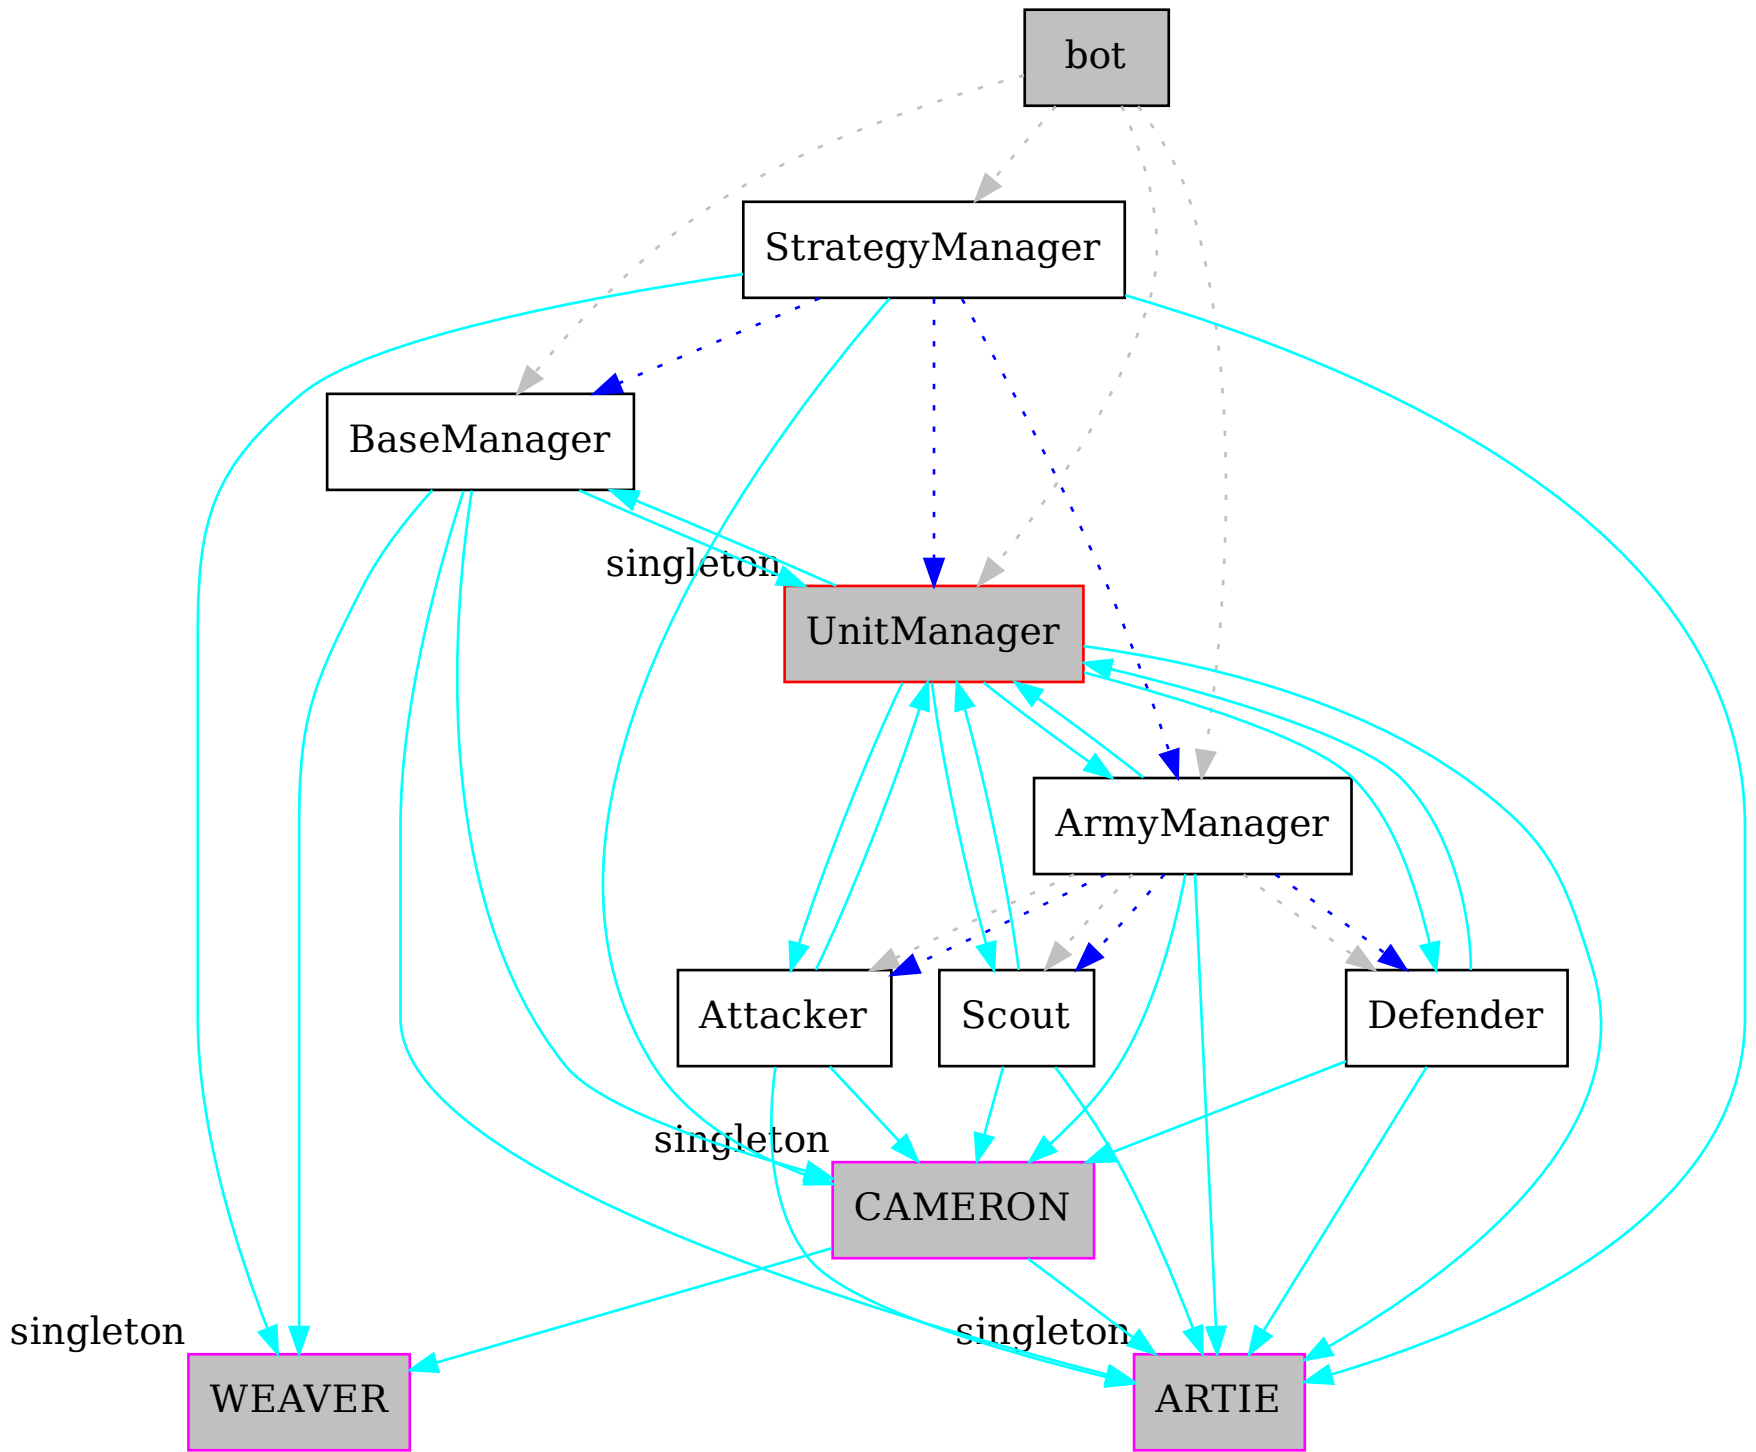 bot
StrategyManager
BaseManager
singleton
UnitManager
ArmyManager
Attacker
Scout
Defender
singleton
CAMERON
singleton
singleton
WEAVER
ARTIE